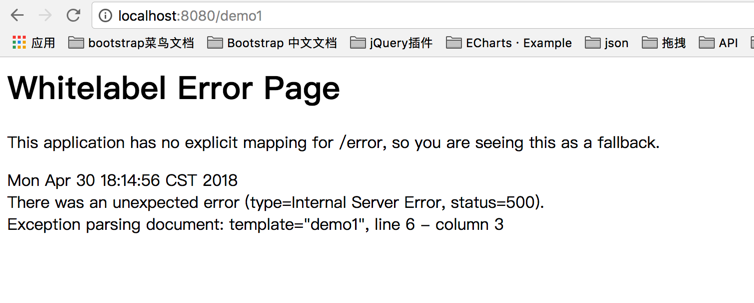 localhost:8080/demo1
应用 bootstrap菜鸟文档 Bootstrap 中文文档 jQuery插件 ECharts · Example json 拖拽 API
Whitelabel Error Page
This application has no explicit mapping for /error, so you are seeing this as a fallback.
Mon Apr 30 18:14:56 CST 2018
There was an unexpected error (type=Internal Server Error, status=500).
Exception parsing document: template="demo1", line 6 - column 3